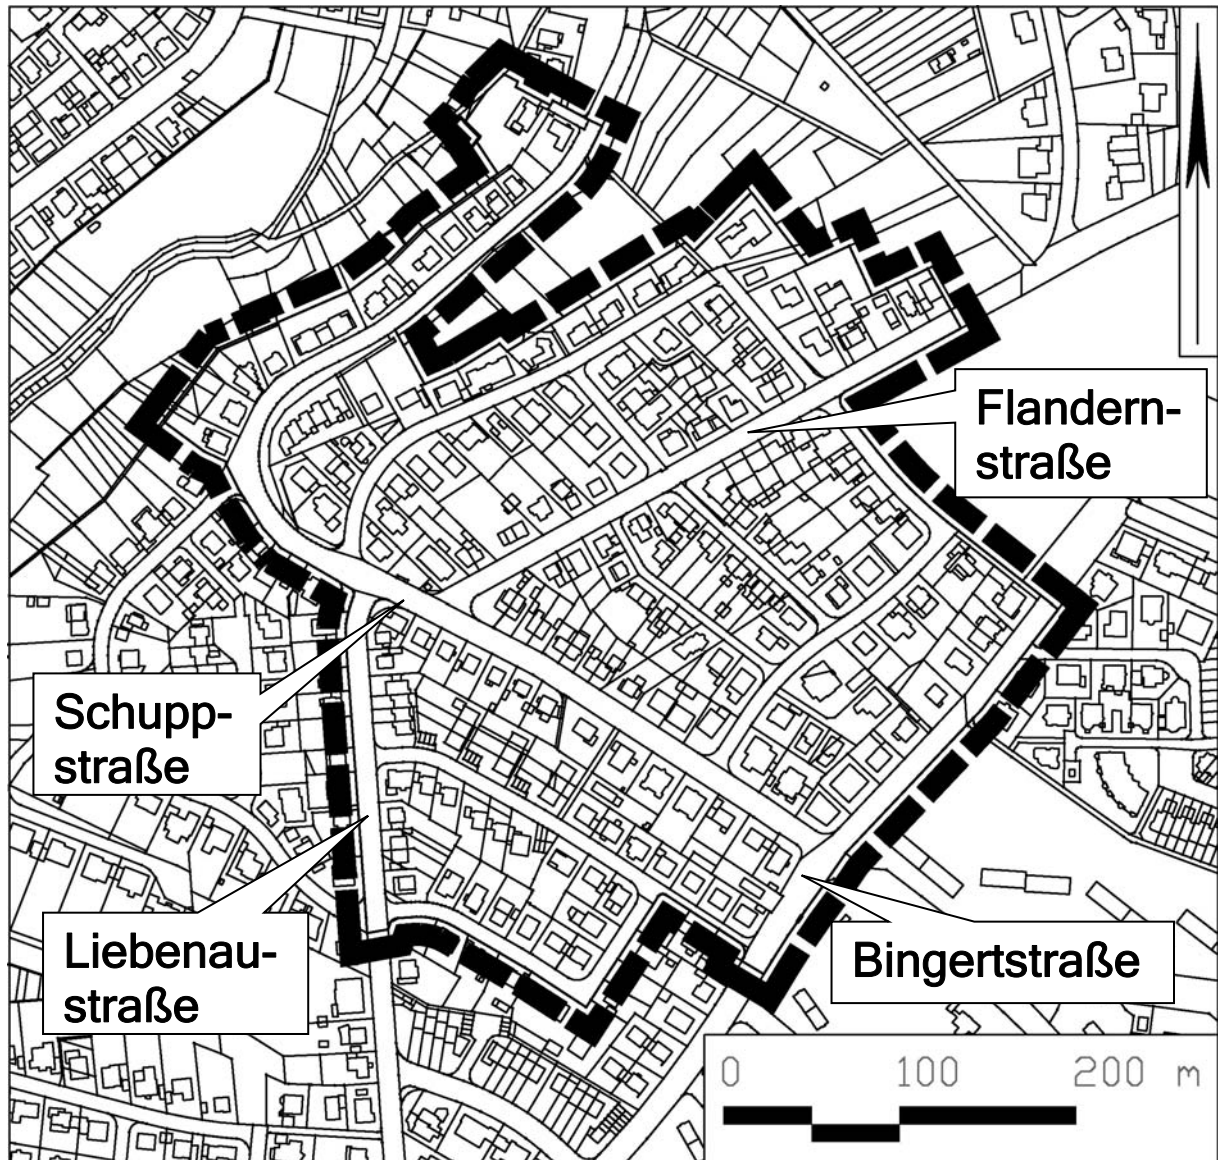 Flandern-
straße
Schupp-
straße
Liebenau-
straße
Bingertstraße
0 100 200 m